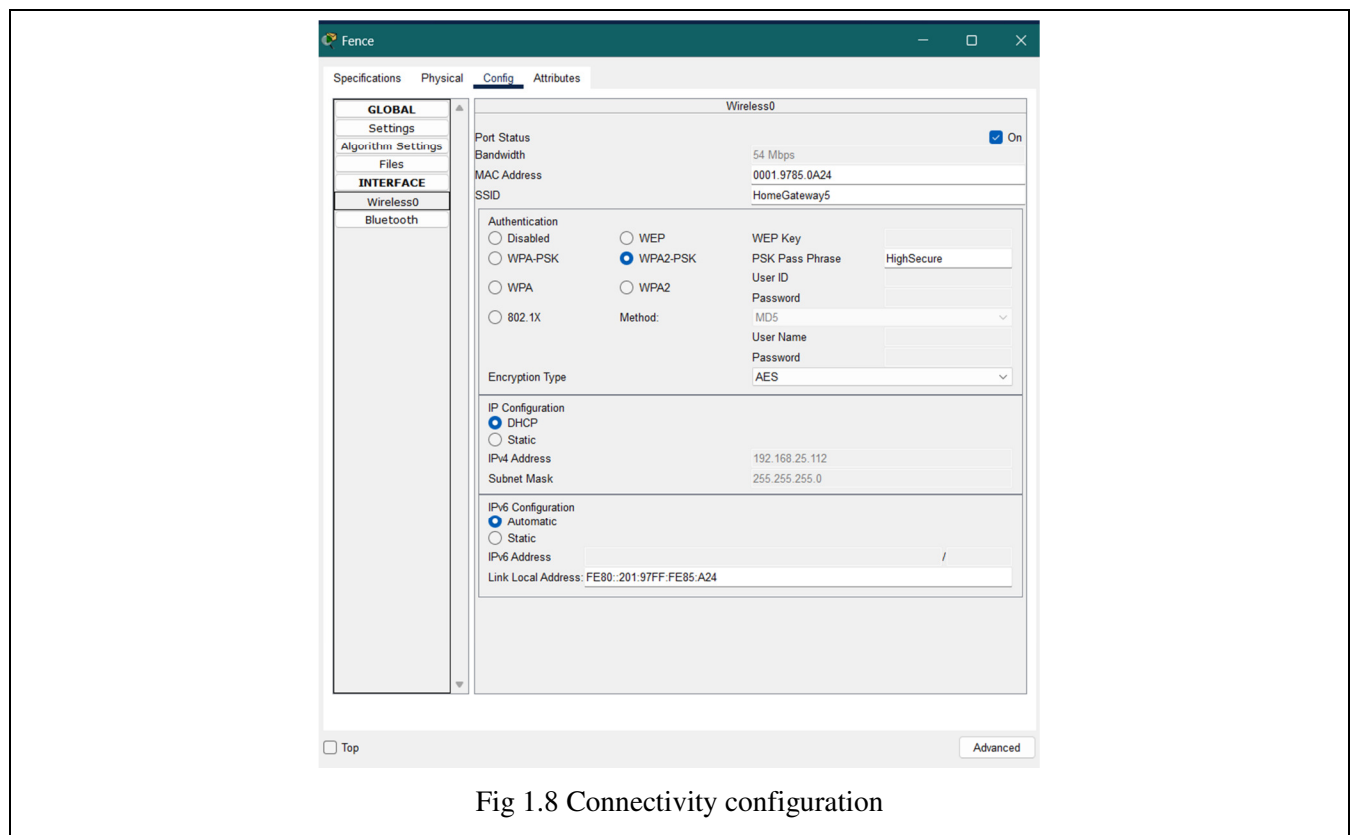 Fence
Specifications Physical Config Attributes
GLOBAL
Settings
Algorithm Settings
Files
INTERFACE
Wireless0
Bluetooth
Wireless0
Port Status On
Bandwidth 54 Mbps
MAC Address 0001.9785.0A24
SSID HomeGateway5
Authentication
Disabled WEP WEP Key
WPA-PSK WPA2-PSK PSK Pass Phrase HighSecure
User ID
WPA WPA2
Password
802.1X Method: MD5
User Name
Password
Encryption Type AES
IP Configuration
DHCP
Static
IPv4 Address 192.168.25.112
Subnet Mask 255.255.255.0
IPv6 Configuration
Automatic
Static
IPv6 Address /
Link Local Address: FE80::201:97FF:FE85:A24
Top Advanced
Fig 1.8 Connectivity configuration